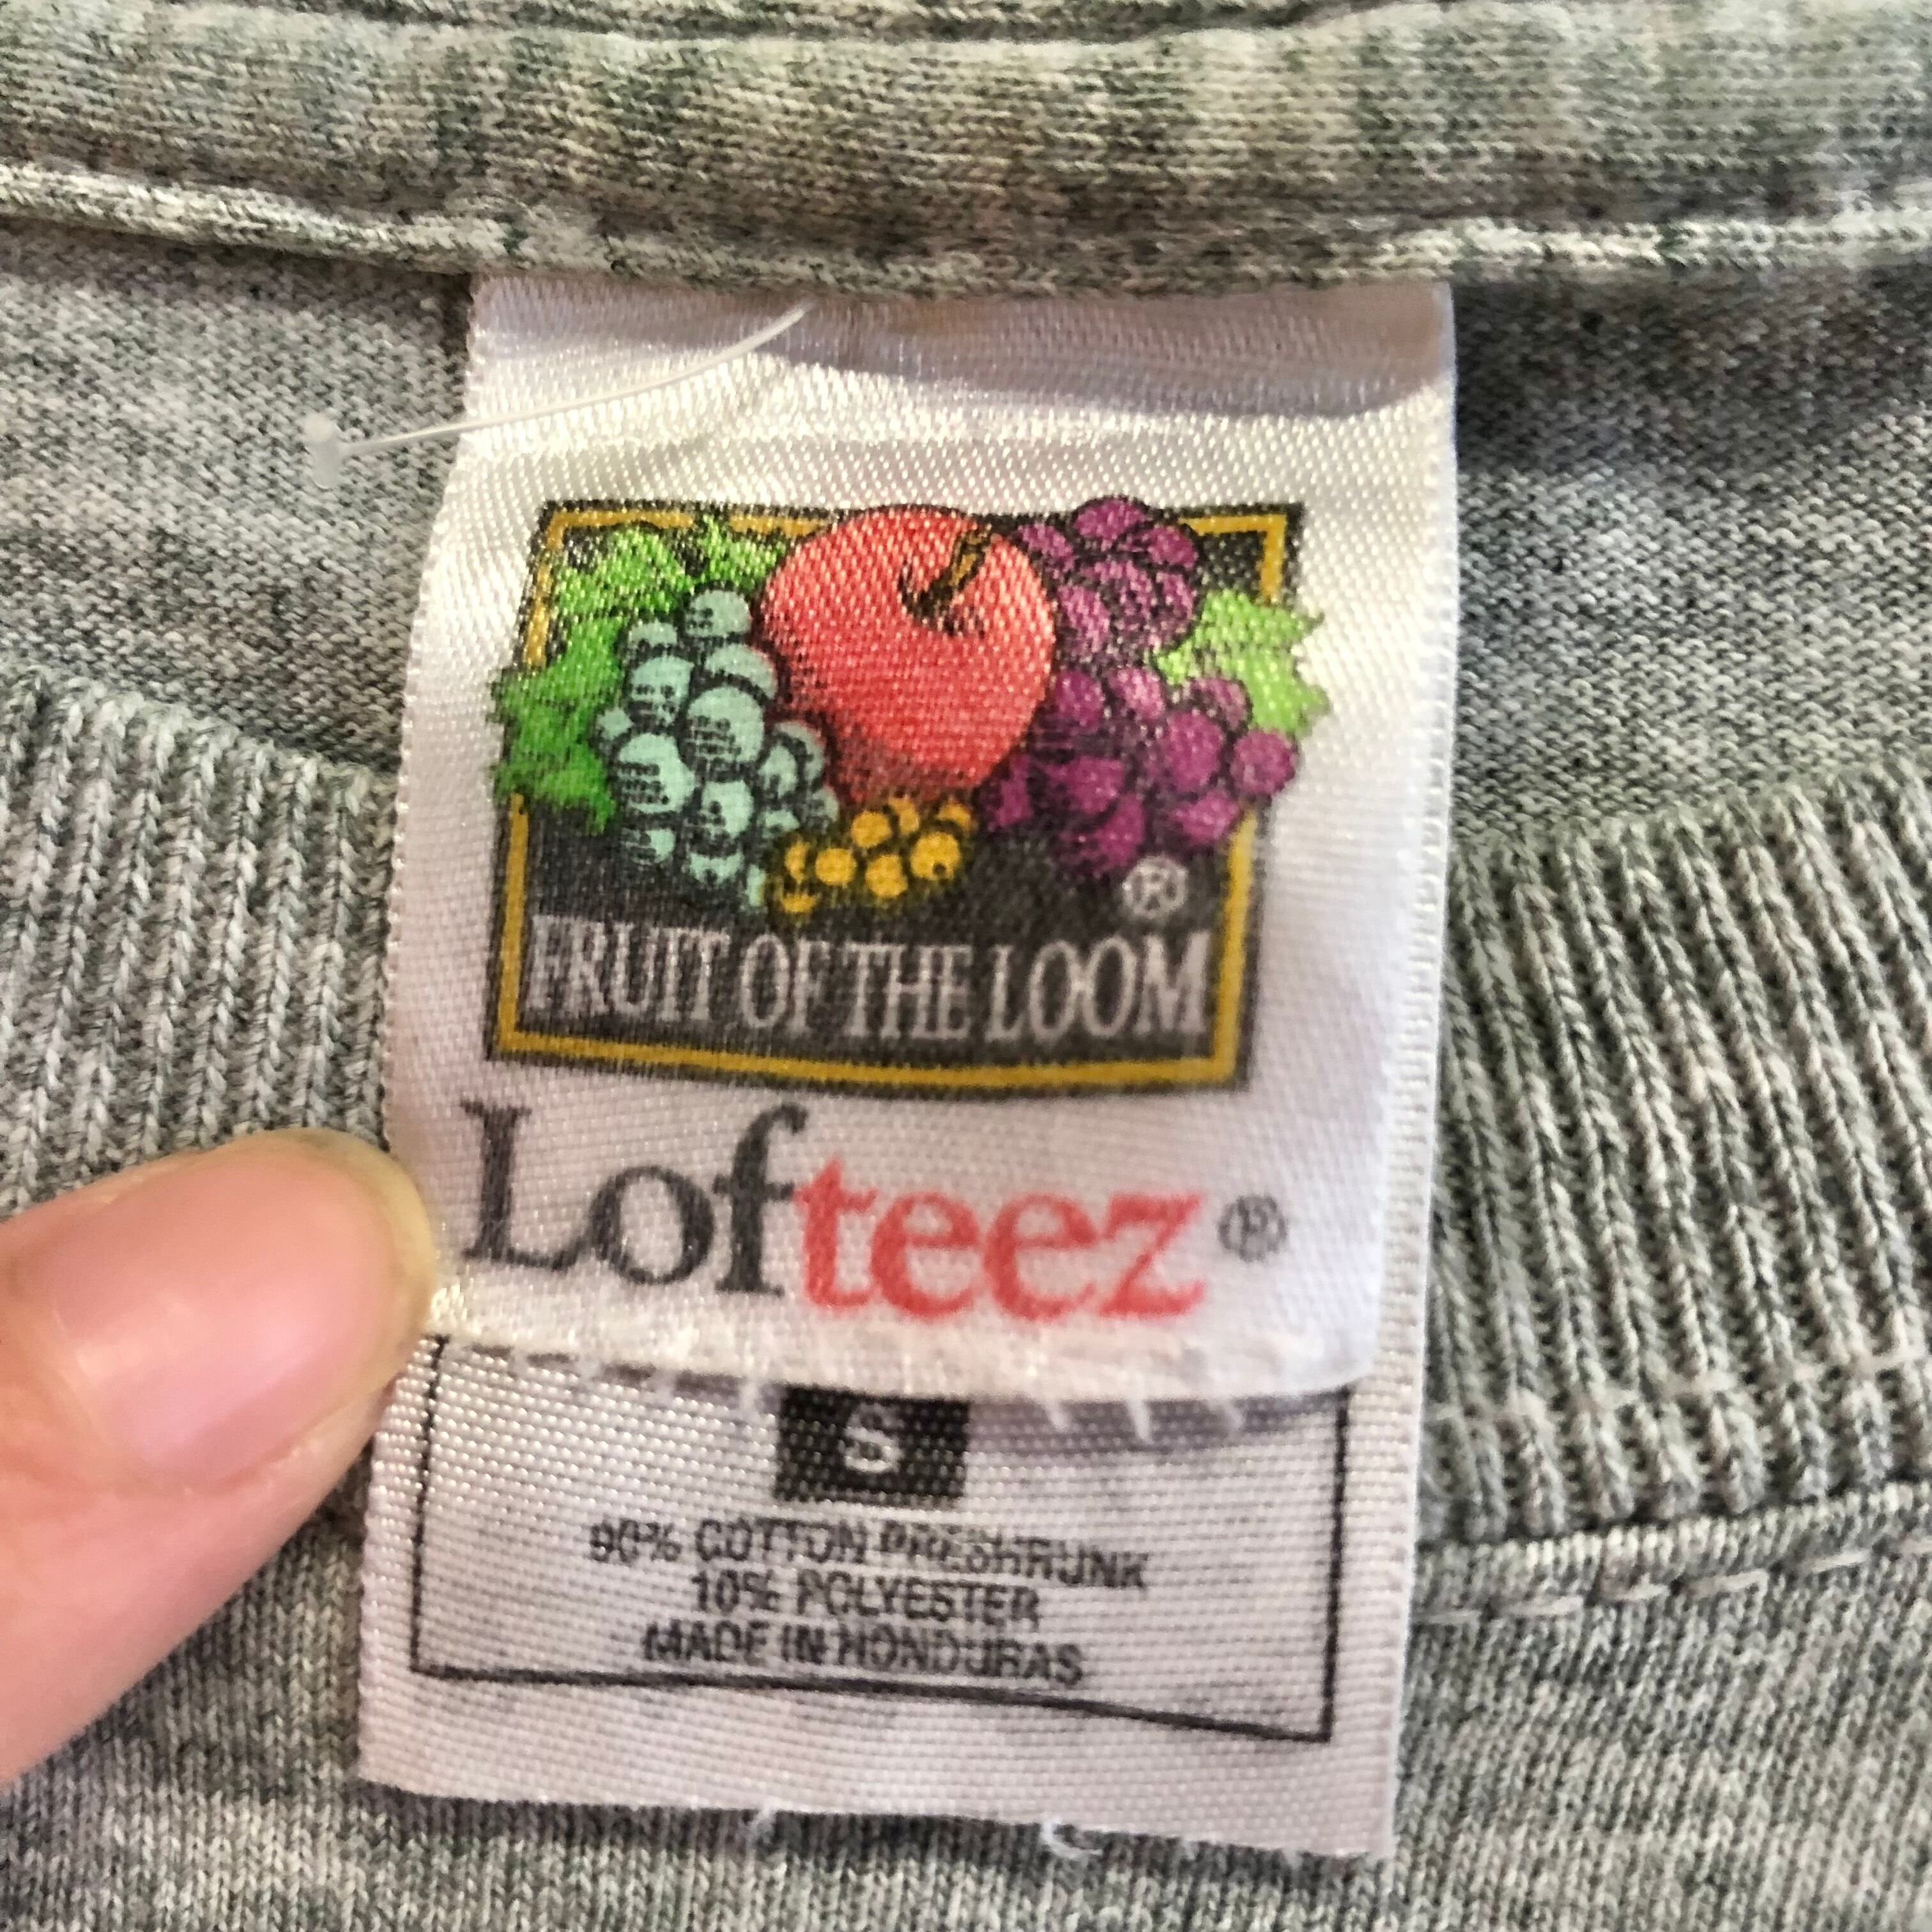 ®
FRUIT OF THE LOOM
Lofteez ®
S
90% COTTON PRESHRUNK
10% POLYESTER
MADE IN HONDURAS